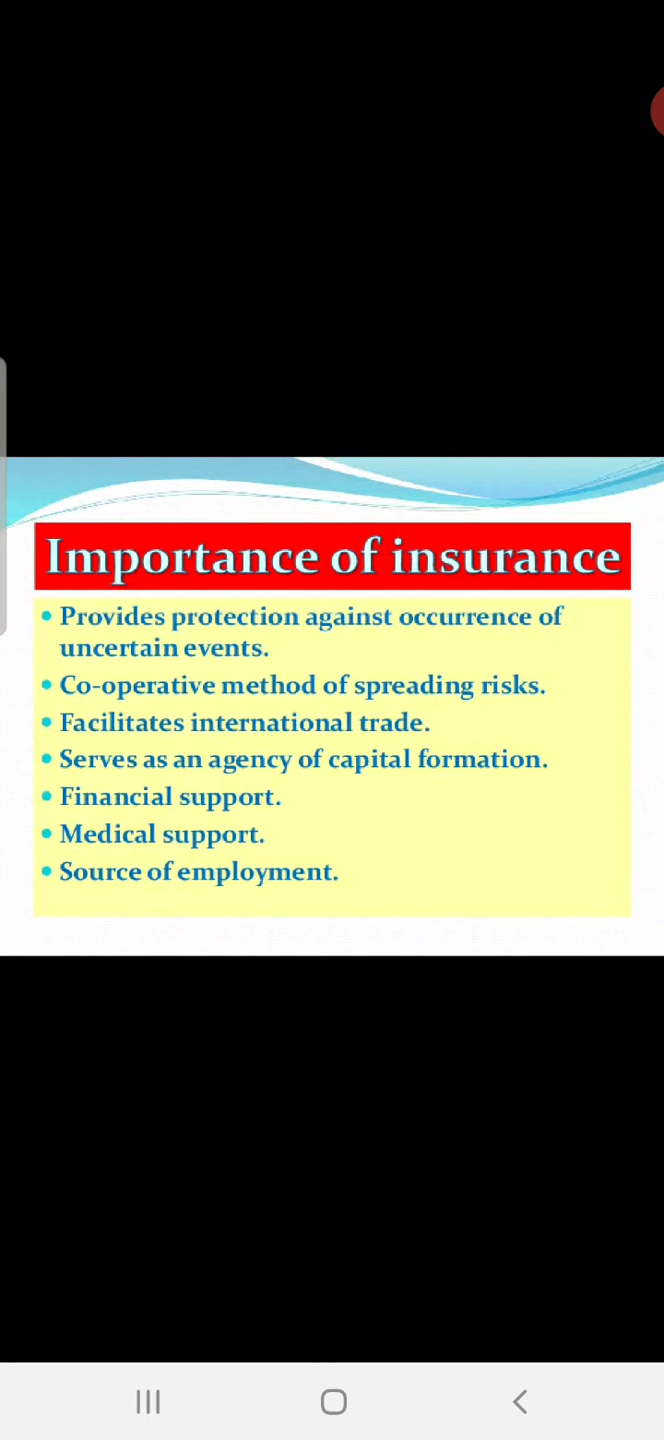 Importance of insurance
• Provides protection against occurrence of
uncertain events.
• Co-operative method of spreading risks.
• Facilitates international trade.
• Serves as an agency of capital formation.
• Financial support.
• Medical support.
• Source of employment.